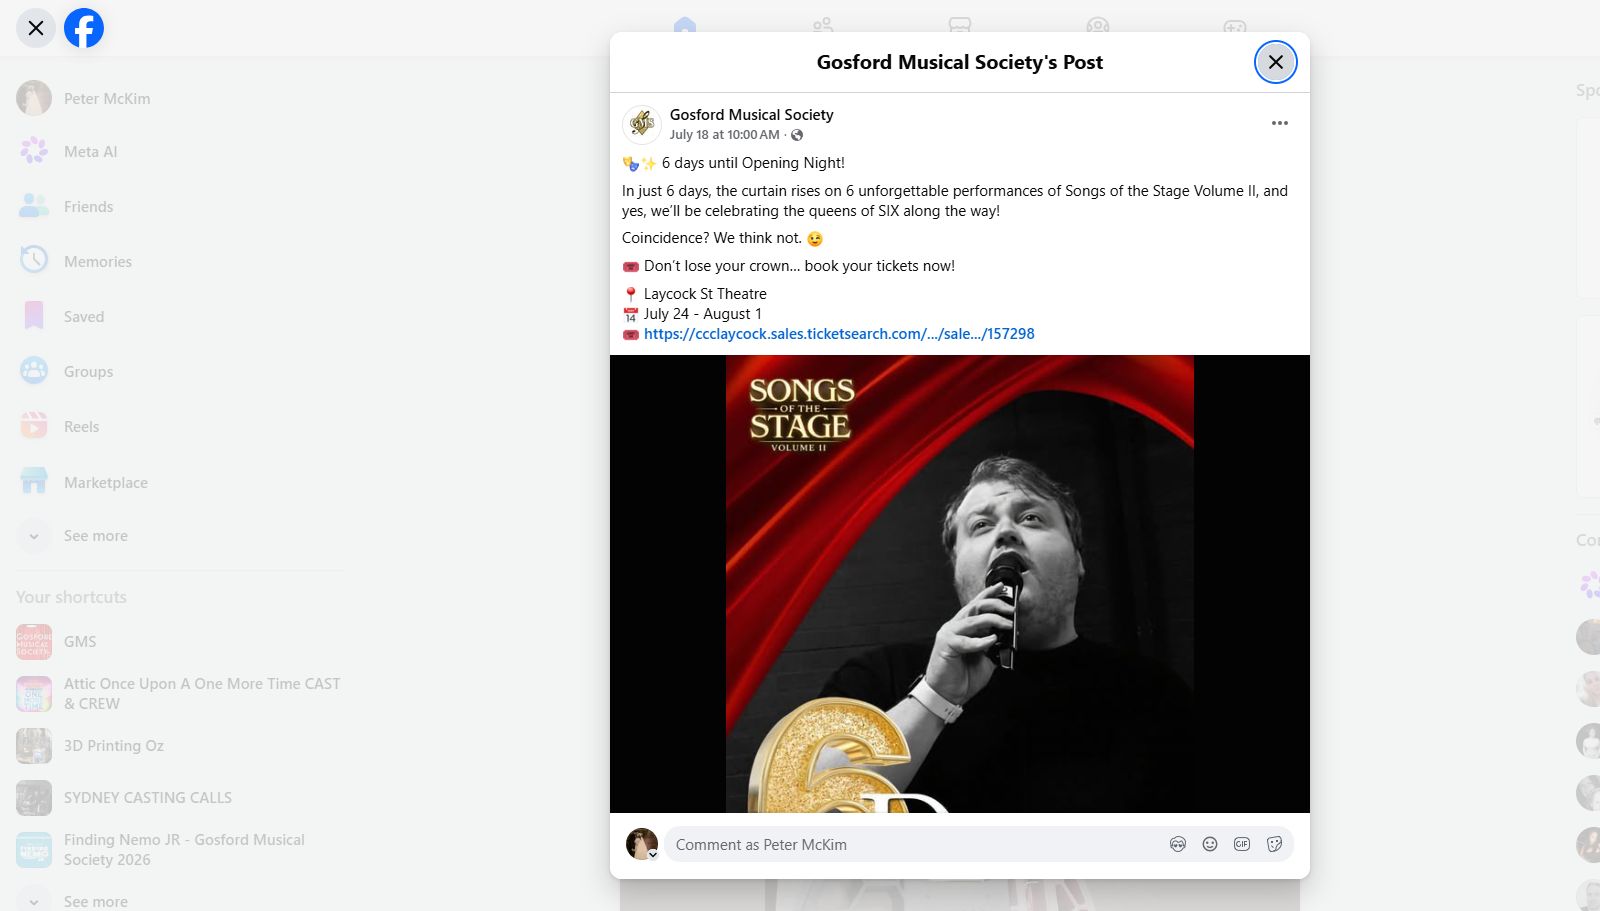 Gosford Musical Society's Post
Peter McKim
Meta AI
Friends
Memories
Saved
Groups
Reels
Marketplace
See more
Your shortcuts
GMS
Attic Once Upon A One More Time CAST
& CREW
3D Printing Oz
SYDNEY CASTING CALLS
Finding Nemo JR - Gosford Musical
Society 2026
See more
Gosford Musical Society
July 18 at 10:00 AM ·
🎭✨ 6 days until Opening Night!
In just 6 days, the curtain rises on 6 unforgettable performances of Songs of the Stage Volume II, and
yes, we’ll be celebrating the queens of SIX along the way!
Coincidence? We think not. 😉
🎟️ Don’t lose your crown… book your tickets now!
📍 Laycock St Theatre
📅 July 24 - August 1
🎟️ https://ccclaycock.sales.ticketsearch.com/.../sale.../157298
SONGS
OF THE
STAGE
VOLUME II
6
Comment as Peter McKim
GIF